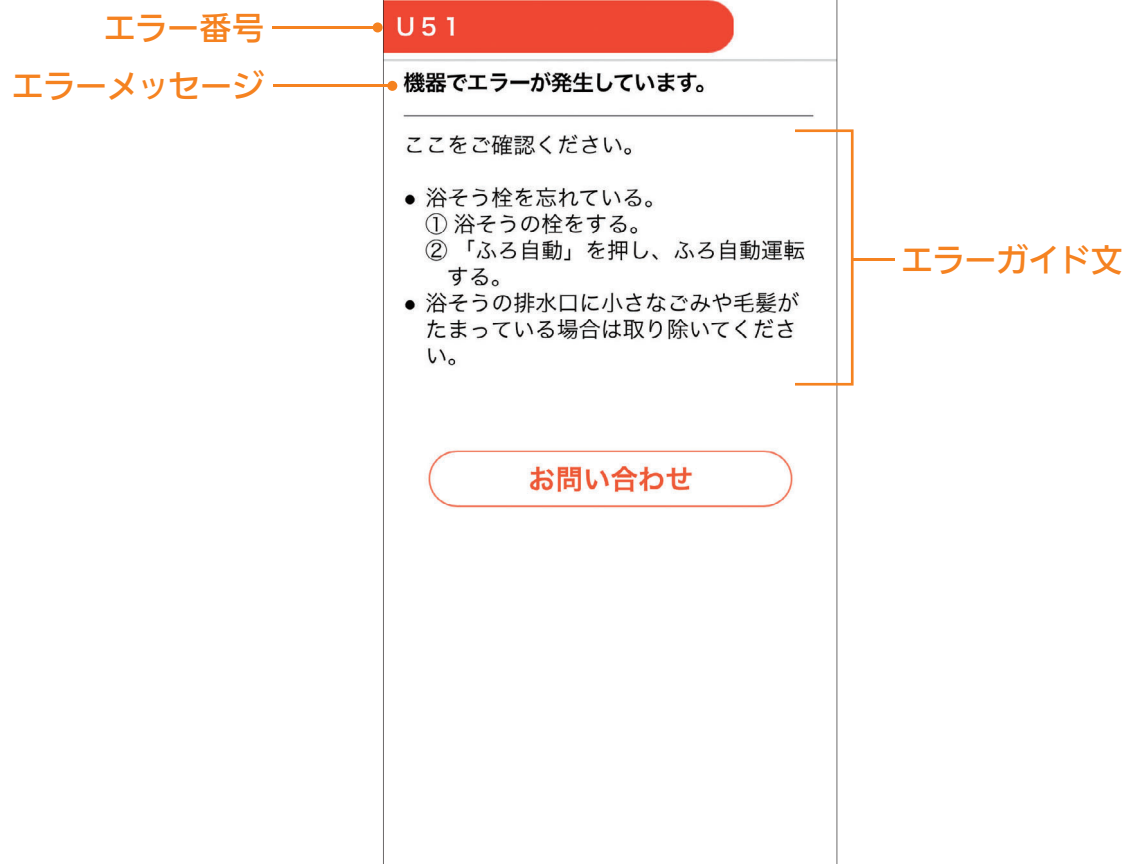 エラー番号
U51
エラーメッセージ
機器でエラーが発生しています。
ここをご確認ください。
● 浴そう栓を忘れている。
① 浴そうの栓をする。
② 「ふろ自動」を押し、ふろ自動運転
する。
● 浴そうの排水口に小さなごみや毛髪が
たまっている場合は取り除いてくださ
い。
エラーガイド文
お問い合わせ